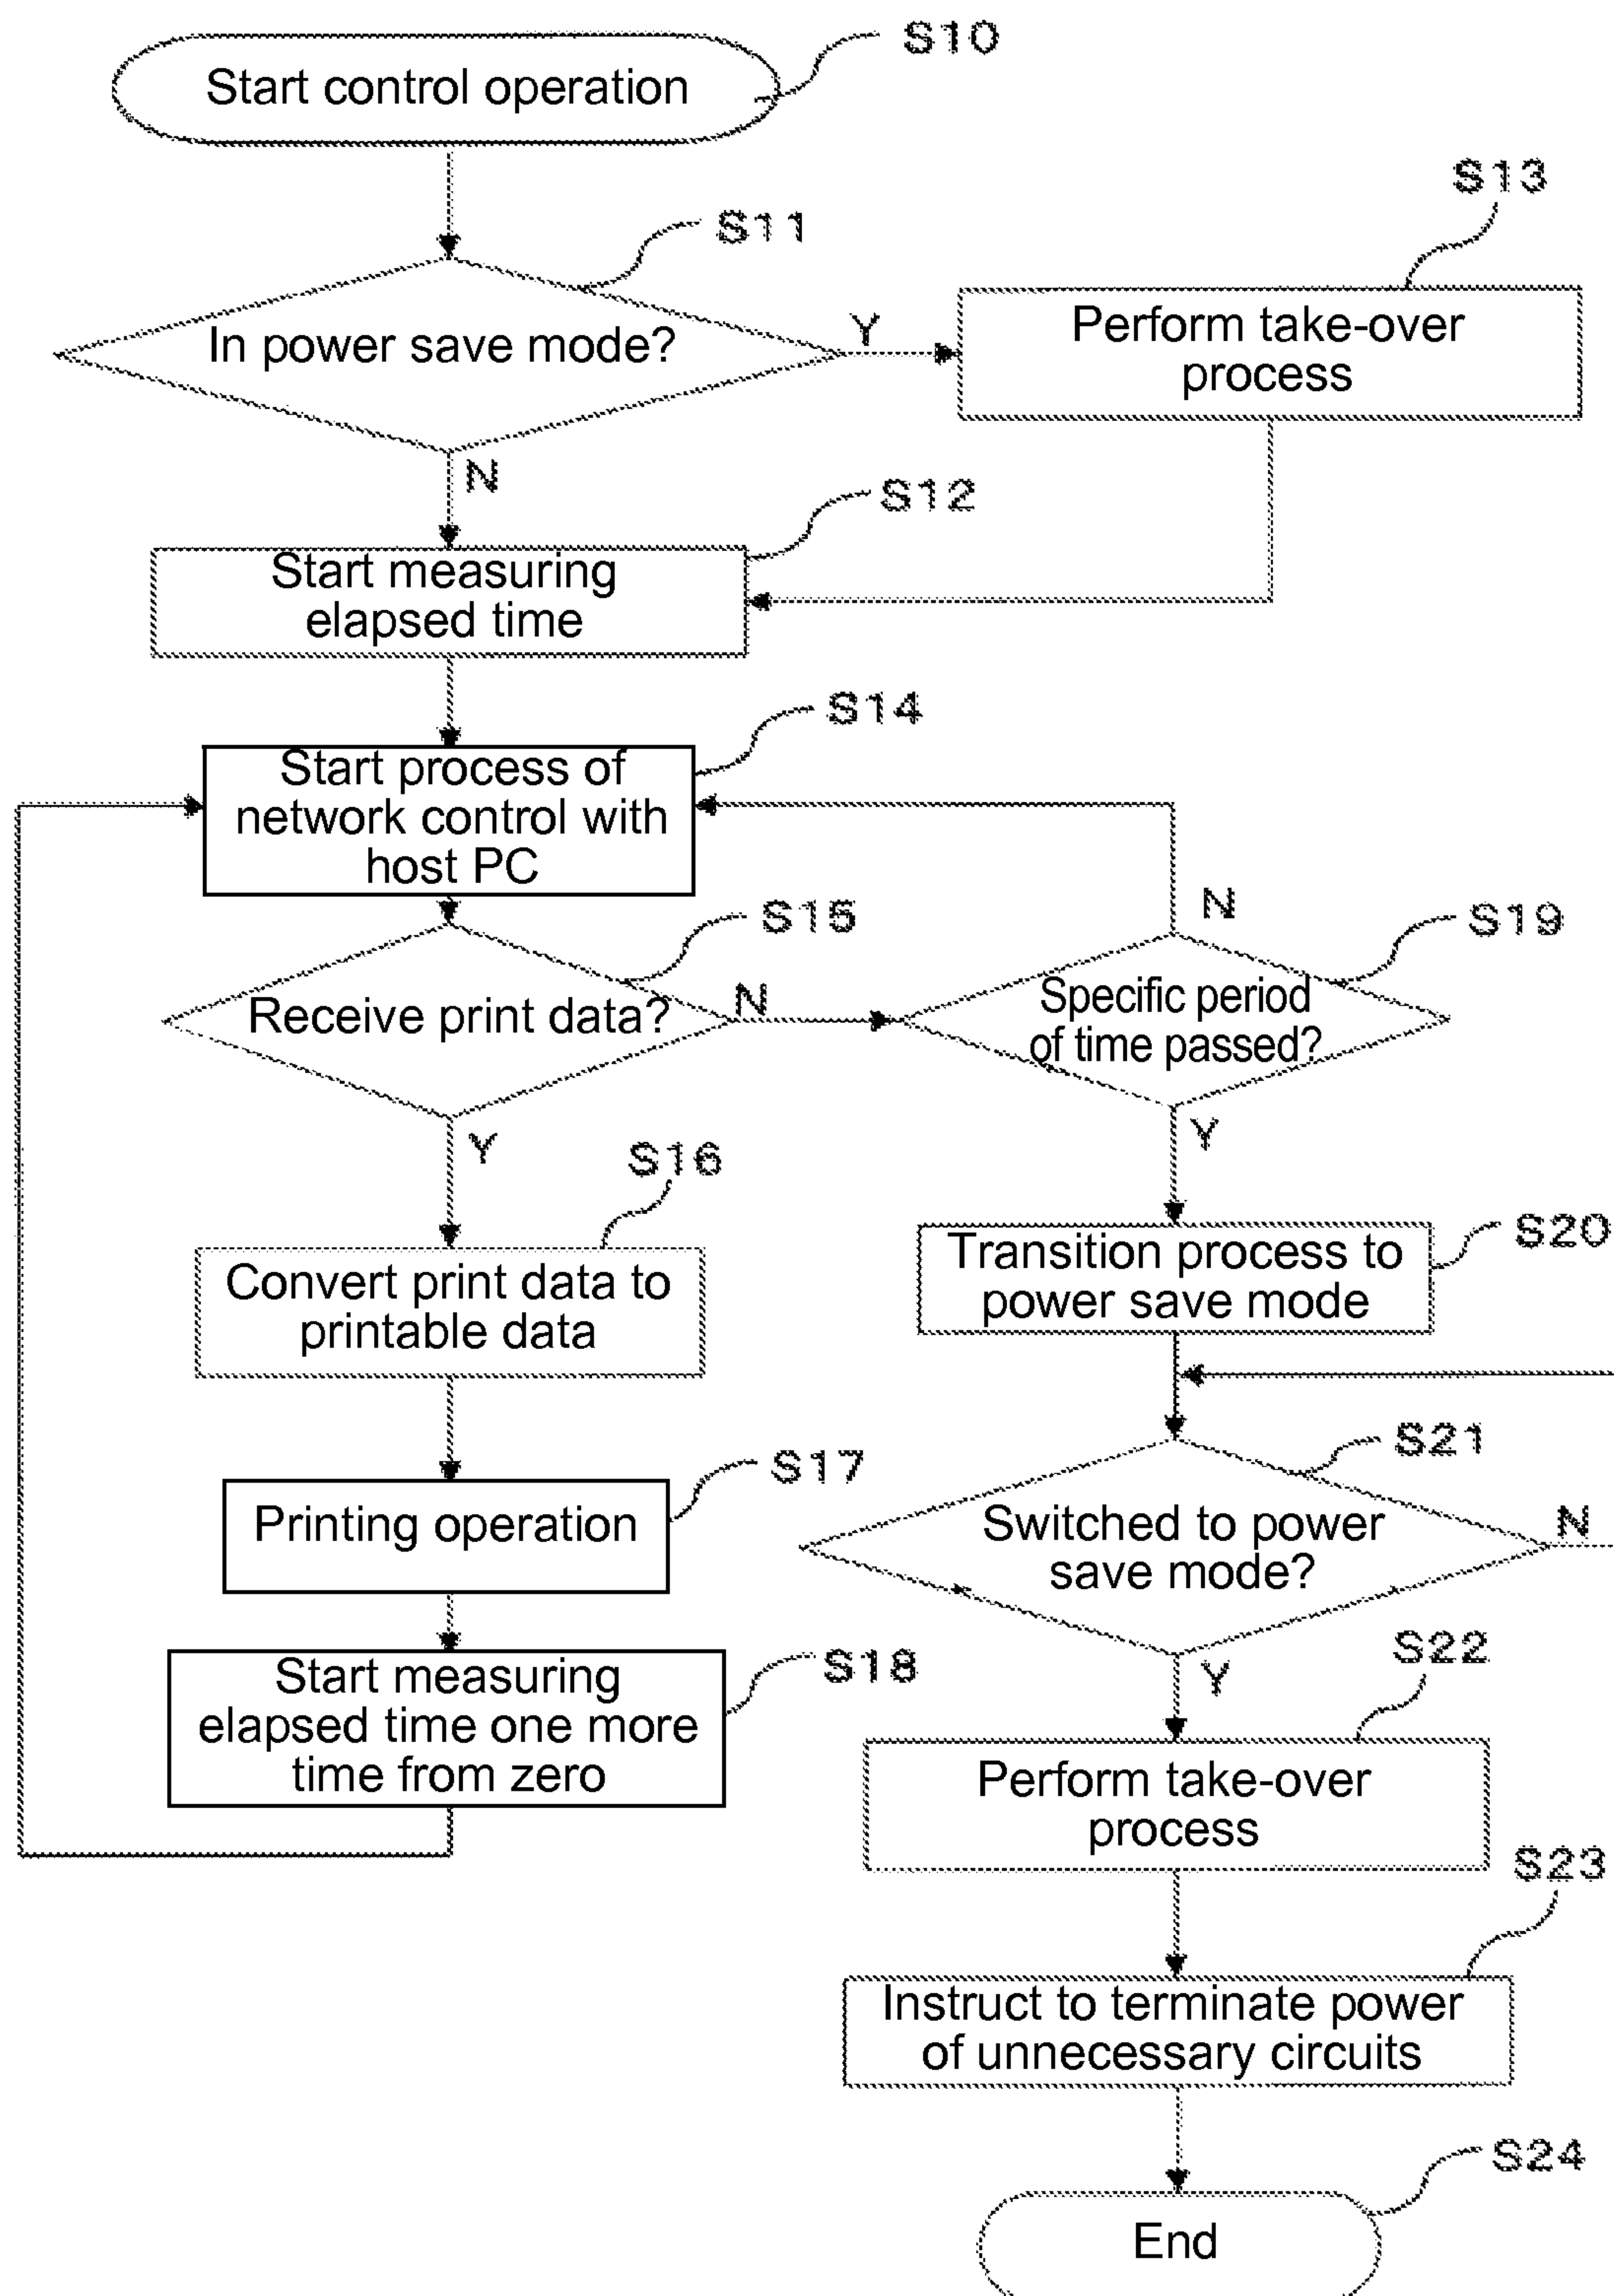 S10
Start control operation
S13
S11
In power save mode?
Y
Perform take-over
process
N
S12
Start measuring
elapsed time
S14
Start process of
network control with
host PC
N
S15
S19
Receive print data?
N
Specific period
of time passed?
Y
Y
S16
S20
Convert print data to
printable data
Transition process to
power save mode
S17
S21
Printing operation
Switched to power
save mode?
N
S18
S22
Start measuring
elapsed time one more
time from zero
Y
Perform take-over
process
S23
Instruct to terminate power
of unnecessary circuits
S24
End